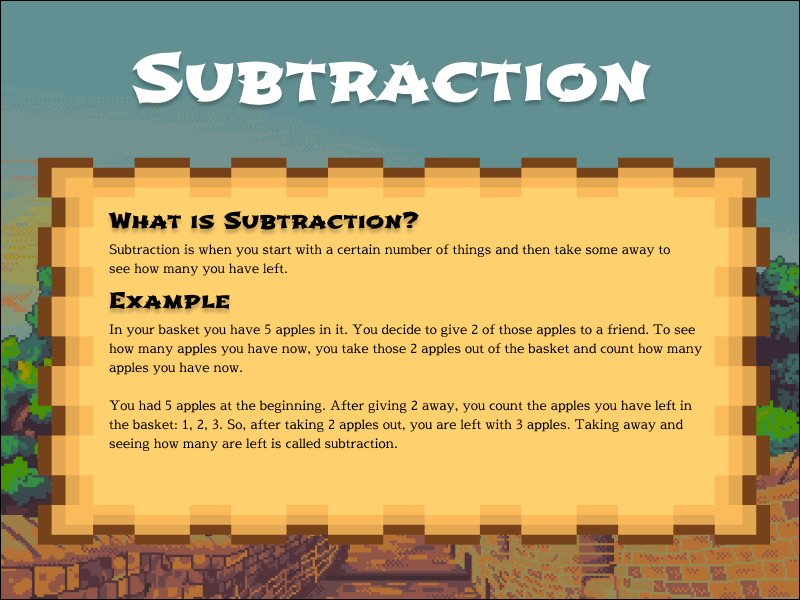 Subtraction
What is Subtraction?
Subtraction is when you start with a certain number of things and then take some away to
see how many you have left.
Example
In your basket you have 5 apples in it. You decide to give 2 of those apples to a friend. To see
how many apples you have now, you take those 2 apples out of the basket and count how many
apples you have now.
You had 5 apples at the beginning. After giving 2 away, you count the apples you have left in
the basket: 1, 2, 3. So, after taking 2 apples out, you are left with 3 apples. Taking away and
seeing how many are left is called subtraction.